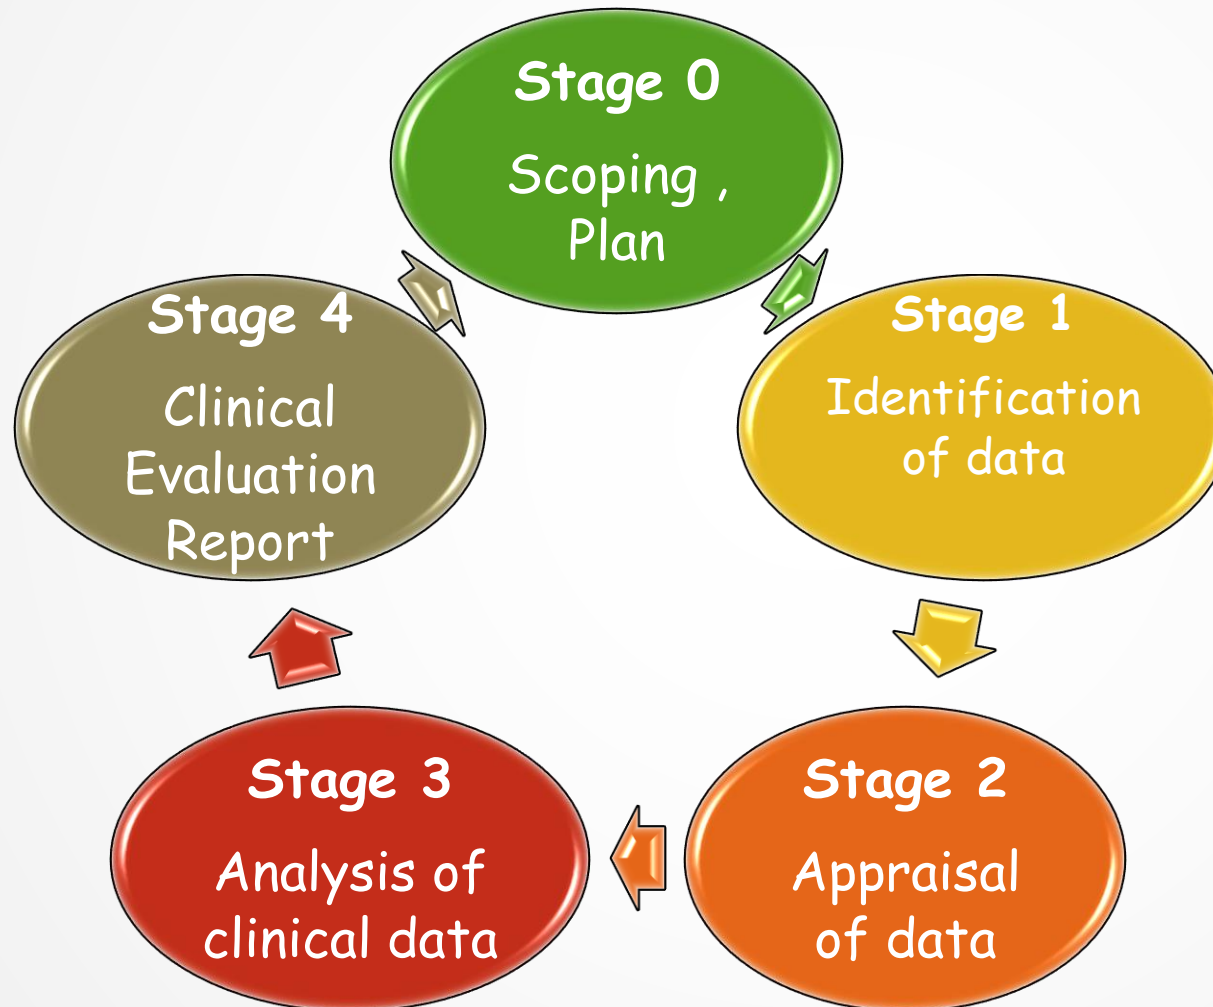 Stage 0
Scoping ,
Plan
Stage 1
Identification
of data
Stage 2
Appraisal
of data
Stage 3
Analysis of
clinical data
Stage 4
Clinical
Evaluation
Report